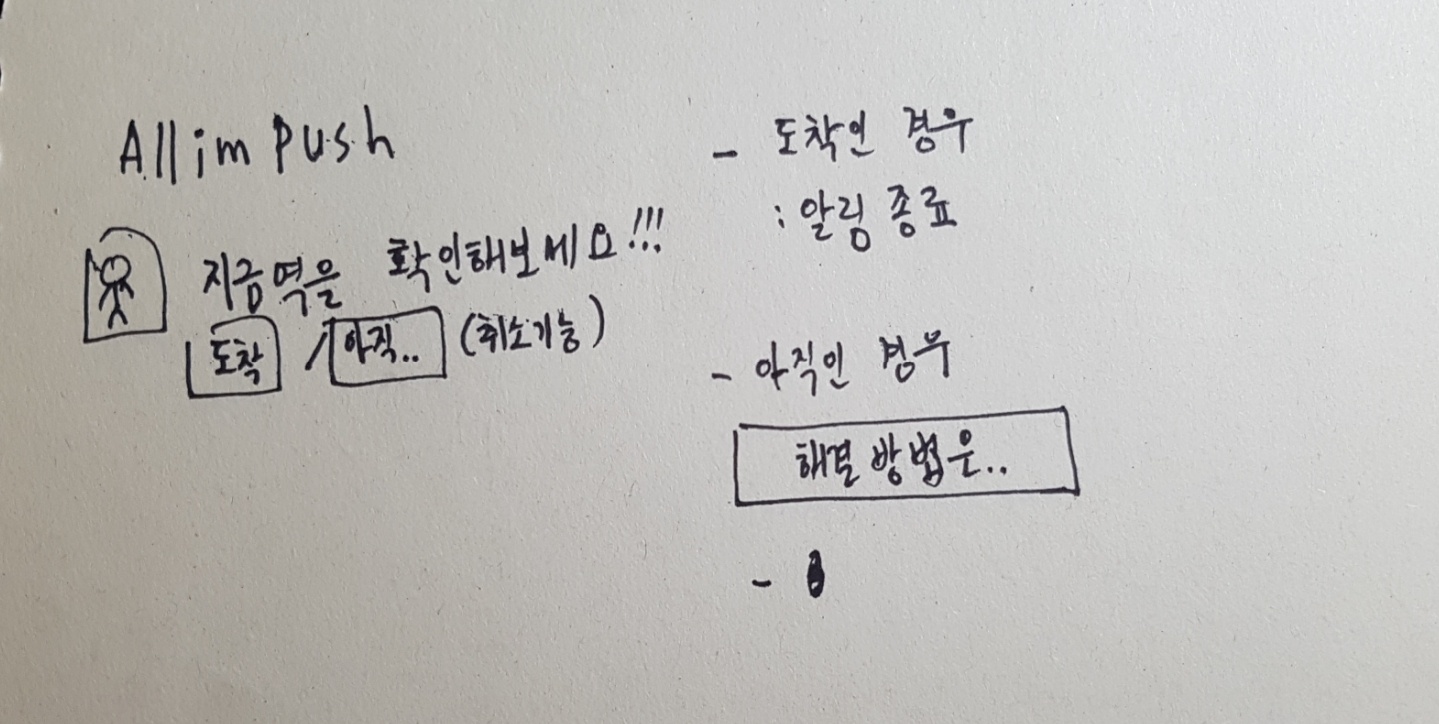 Allim Push
지금역을 확인해보세요!!!
도착 / 아직.. (취소가능)
- 도착인 경우
: 알림 종료
- 아직인 경우
해결 방법은..
-